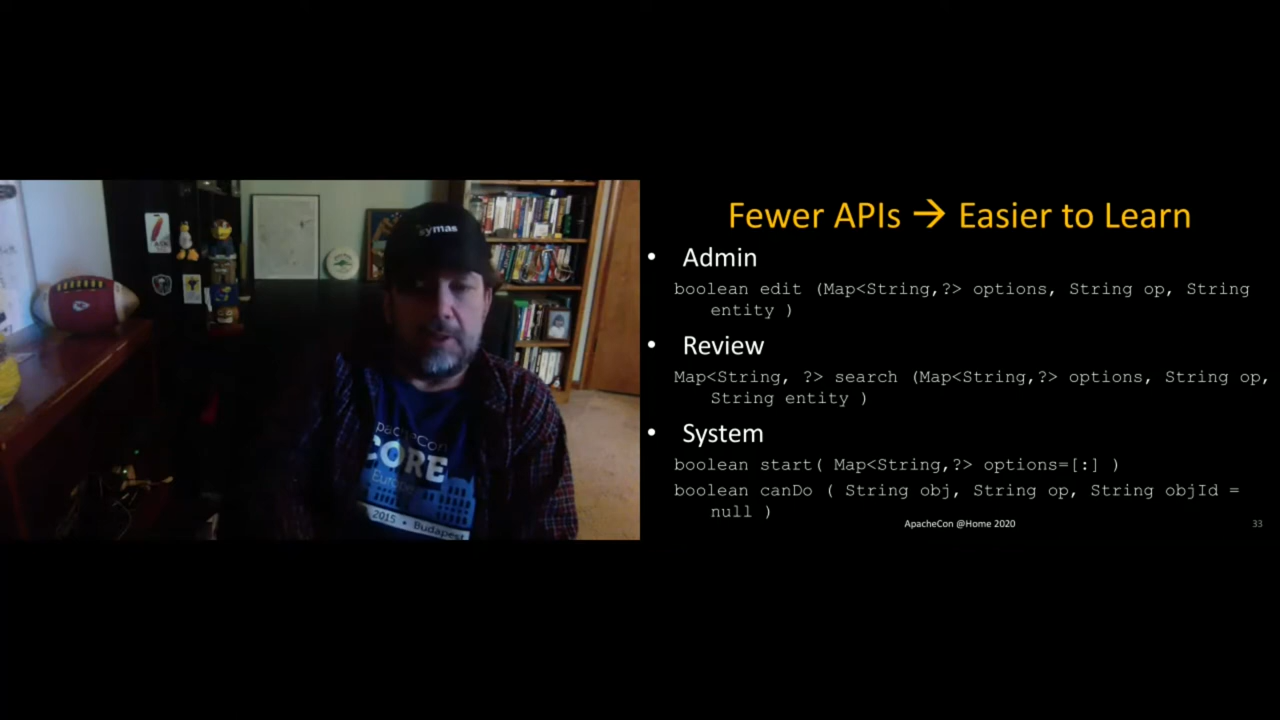 symas
pacheCon
CORE
Europe
2015 • Budapest
Fewer APIs → Easier to Learn
• Admin
boolean edit (Map<String,?> options, String op, String
entity )
• Review
Map<String, ?> search (Map<String,?> options, String op,
String entity )
• System
boolean start( Map<String,?> options=[:] )
boolean canDo ( String obj, String op, String objId =
null )
ApacheCon @Home 2020
33